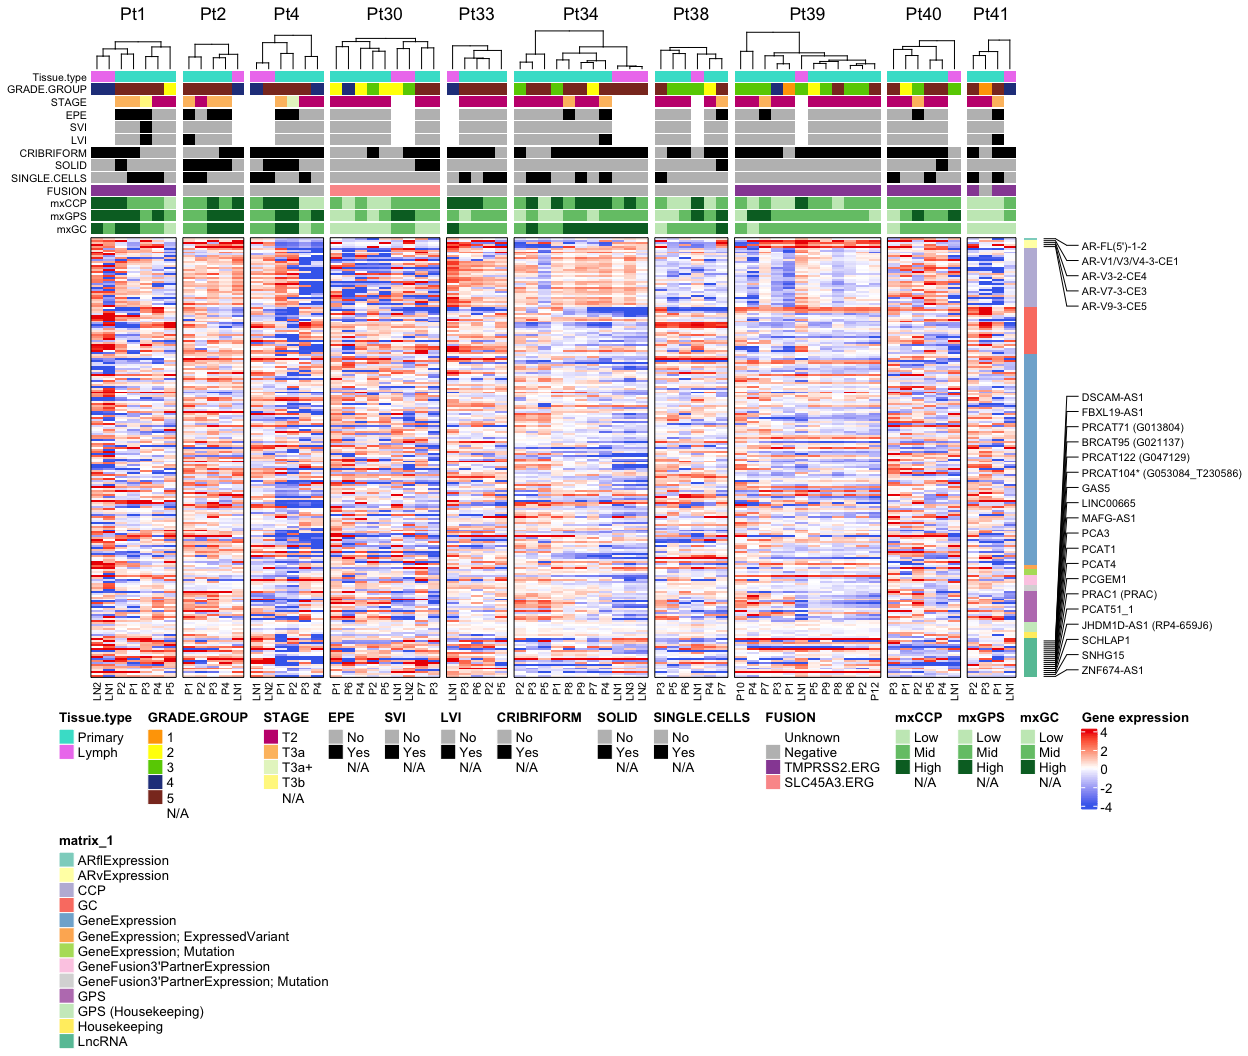 Pt1 Pt2 Pt4 Pt30 Pt33 Pt34 Pt38 Pt39 Pt40 Pt41
Tissue.type
GRADE.GROUP
STAGE
EPE
SVI
LVI
CRIBRIFORM
SOLID
SINGLE.CELLS
FUSION
mxCCP
mxGPS
mxGC
AR-FL(5')-1-2
AR-V1/V3/V4-3-CE1
AR-V3-2-CE4
AR-V7-3-CE3
AR-V9-3-CE5
DSCAM-AS1
FBXL19-AS1
PRCAT71 (G013804)
BRCAT95 (G021137)
PRCAT122 (G047129)
PRCAT104* (G053084_T230586)
GAS5
LINC00665
MAFG-AS1
PCA3
PCAT1
PCAT4
PCGEM1
PRAC1 (PRAC)
PCAT51_1
JHDM1D-AS1 (RP4-659J6)
SCHLAP1
SNHG15
ZNF674-AS1
LN2 LN1 P2 P1 P3 P4 P5 P1 P2 P3 P4 LN1 LN1 LN2 P1 P2 P3 P4 P1 P6 P4 P2 P5 LN1 LN2 P7 P3 LN1 P3 P6 P2 P5 P2 P3 P5 P1 P8 P9 P7 P4 LN1 LN3 LN2 P3 P5 P6 LN1 P4 P7 P10 P4 P7 P3 P1 LN1 P5 P9 P8 P6 P2 P12 P3 P1 P2 P5 P4 LN1 P2 P3 P1 LN1
Tissue.type GRADE.GROUP STAGE EPE SVI LVI CRIBRIFORM SOLID SINGLE.CELLS FUSION mxCCP mxGPS mxGC Gene expression
Primary 1 T2 No No No No No No Unknown Low Low Low 4
Lymph 2 T3a Yes Yes Yes Yes Yes Yes Negative Mid Mid Mid 2
3 T3a+ N/A N/A N/A N/A N/A N/A TMPRSS2.ERG High High High 0
4 T3b SLC45A3.ERG N/A N/A N/A -2
5 N/A -4
N/A
matrix_1
ARflExpression
ARvExpression
CCP
GC
GeneExpression
GeneExpression; ExpressedVariant
GeneExpression; Mutation
GeneFusion3'PartnerExpression
GeneFusion3'PartnerExpression; Mutation
GPS
GPS (Housekeeping)
Housekeeping
LncRNA